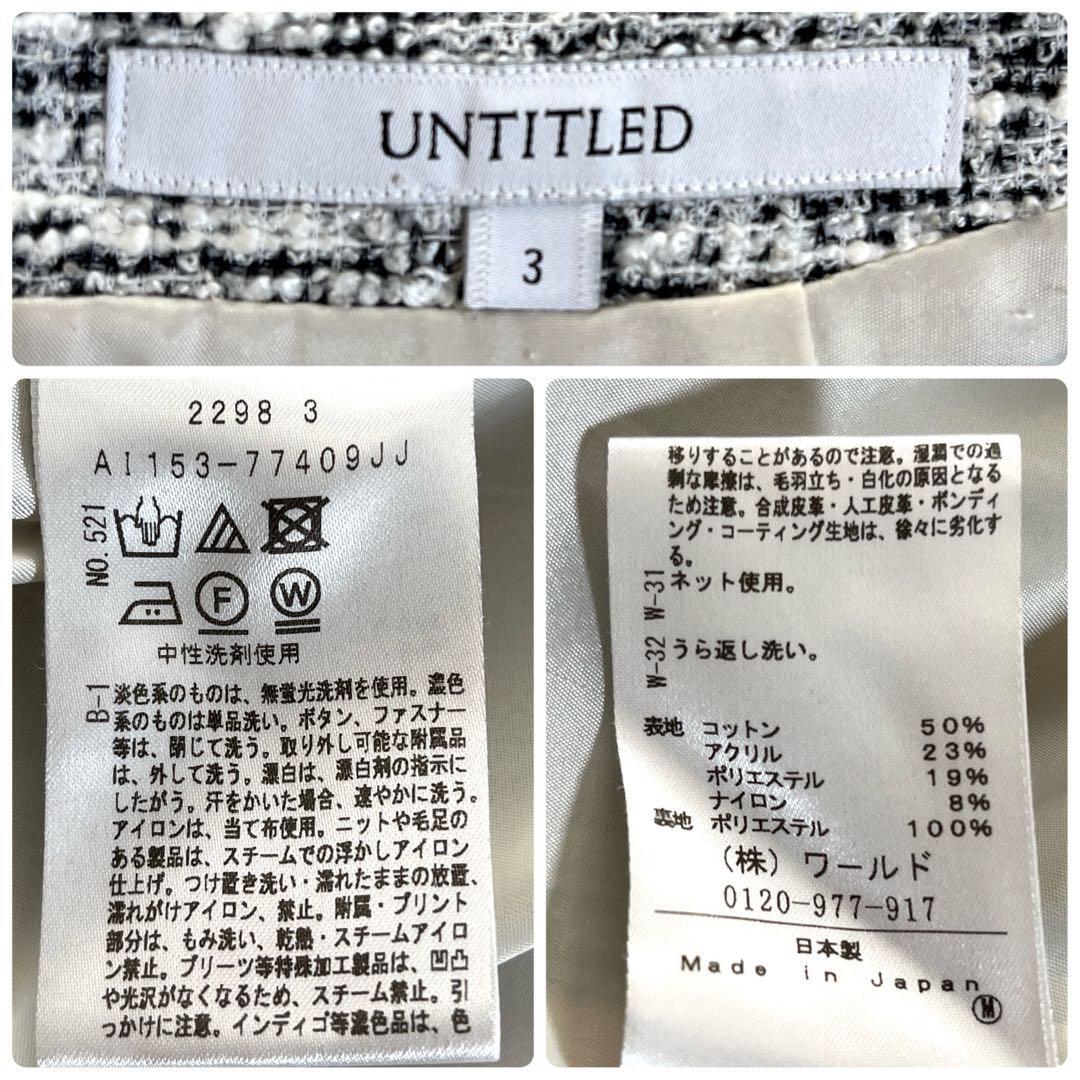 UNTITLED
3
2298 3
AI153-77409JJ
NO.521
F
W
中性洗剤使用
B-1
淡色系のものは、無蛍光洗剤を使用。濃色
系のものは単品洗い。ボタン、ファスナー
等は、閉じて洗う。取り外し可能な附属品
は、外して洗う。漂白は、漂白剤の指示に
したがう。汗をかいた場合、速やかに洗う。
アイロンは、当て布使用。ニットや毛足の
ある製品は、スチームでの浮かしアイロン
仕上げ。つけ置き洗い・濡れたままの放置、
濡れがけアイロン、禁止。附属・プリント
部分は、もみ洗い、乾熱・スチームアイロ
ン禁止。プリーツ等特殊加工製品は、凹凸
や光沢がなくなるため、スチーム禁止。引
っかけに注意。インディゴ等濃色品は、色
移りすることがあるので注意。湿潤での過
剰な摩擦は、毛羽立ち・白化の原因となる
ため注意。合成皮革・人工皮革・ボンディ
ング・コーティング生地は、徐々に劣化す
る。
W-31 ネット使用。
W-32 うら返し洗い。
表地 コットン 50%
アクリル 23%
ポリエステル 19%
ナイロン 8%
裏地 ポリエステル 100%
(株) ワールド
0120-977-917
日本製
Made in Japan
M